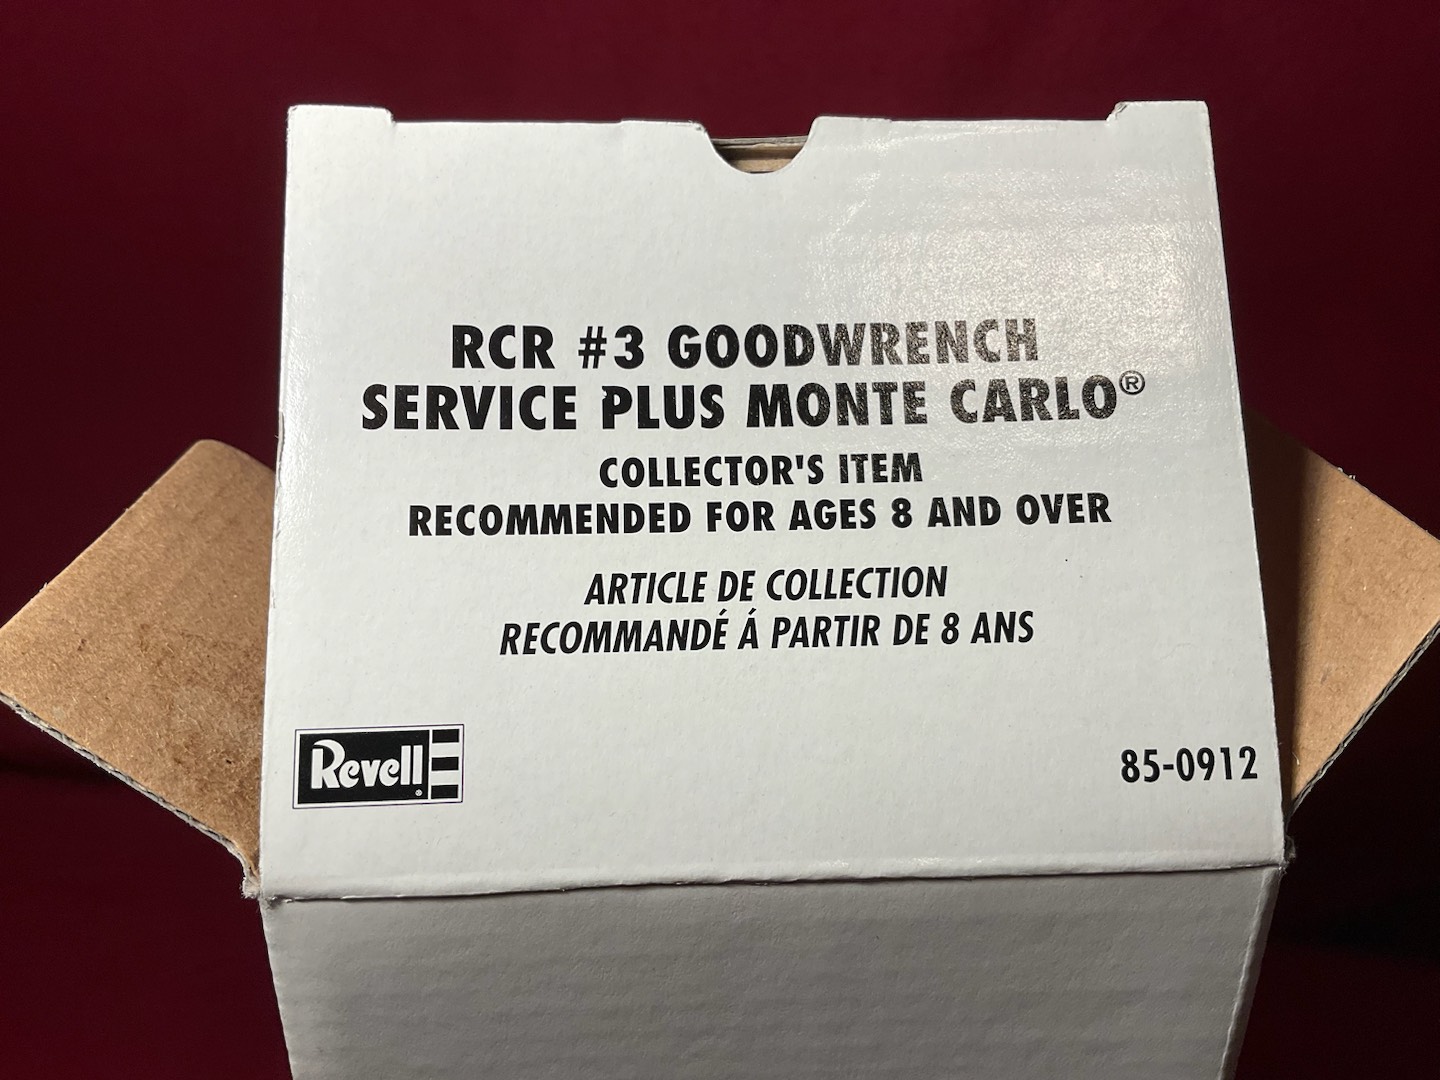 RCR #3 GOODWRENCH
SERVICE PLUS MONTE CARLO®
COLLECTOR'S ITEM
RECOMMENDED FOR AGES 8 AND OVER
ARTICLE DE COLLECTION
RECOMMANDÉ Á PARTIR DE 8 ANS
Revell®
85-0912